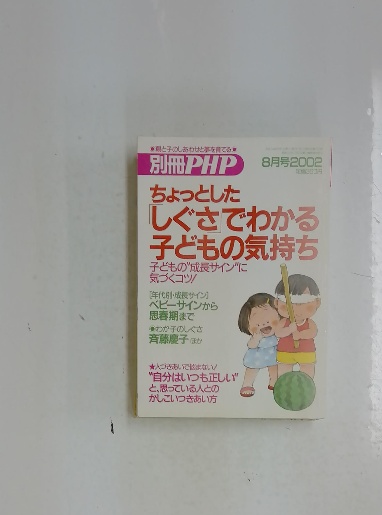 ●親と子のしあわせと夢を育てる●
別冊PHP
8月号2002
ちょっとした
「しぐさ」でわかる
子どもの気持ち
子どもの"成長サイン"に
気づくコツ!
[年代別・成長サイン]
ベビーサインから
思春期まで
●わが子のしぐさ
斉藤慶子 ほか
★人づきあいで悩まない!
"自分はいつも正しい"
と、思っている人との
かしこいつきあい方